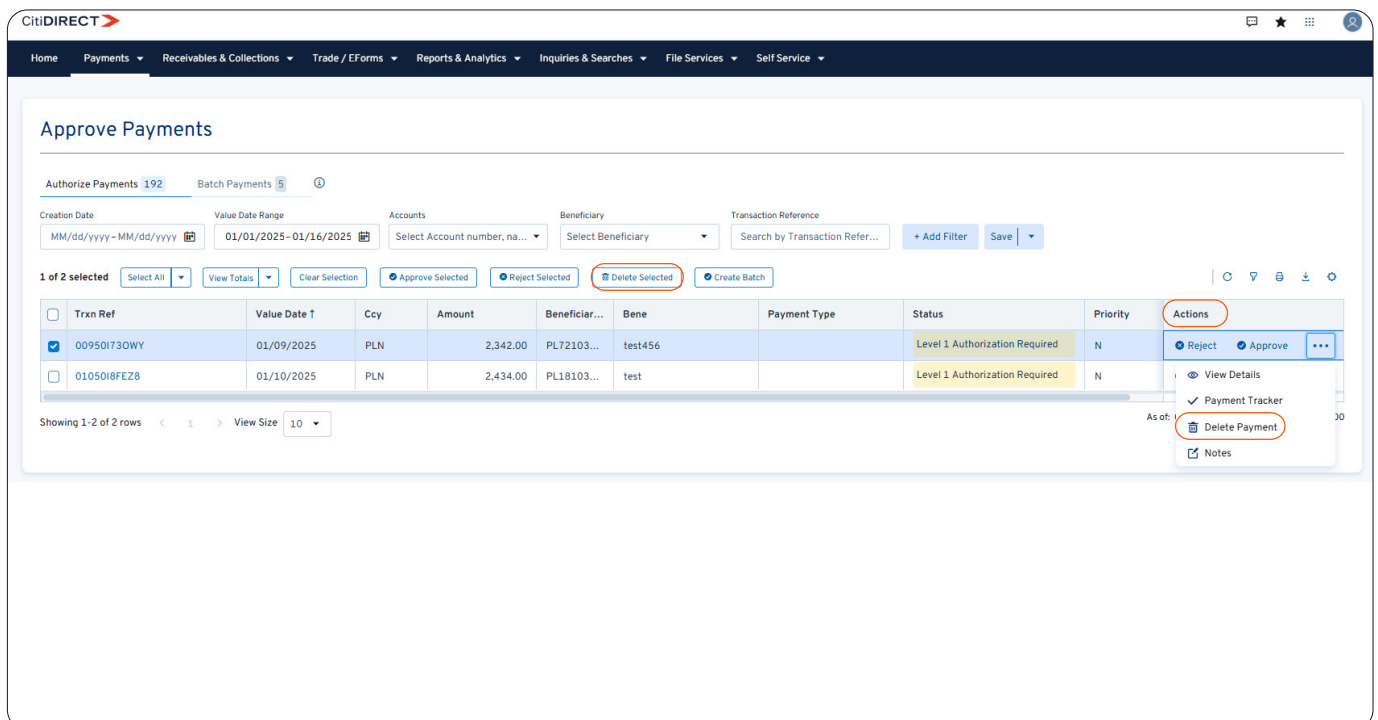 CitiDIRECT
Home Payments Receivables & Collections Trade / EForms Reports & Analytics Inquiries & Searches File Services Self Service
Approve Payments
Authorize Payments 192 Batch Payments 5
Creation Date Value Date Range Accounts Beneficiary Transaction Reference
MM/dd/yyyy - MM/dd/yyyy 01/01/2025 - 01/16/2025 Select Account number, na... Select Beneficiary Search by Transaction Refer... + Add Filter Save
1 of 2 selected Select All View Totals Clear Selection Approve Selected Reject Selected Delete Selected Create Batch
Trxn Ref Value Date ↑ Ccy Amount Beneficiar... Bene Payment Type Status Priority Actions
00950I73OWY 01/09/2025 PLN 2,342.00 PL72103... test456 Level 1 Authorization Required N Reject Approve ...
01050I8FEZ8 01/10/2025 PLN 2,434.00 PL18103... test Level 1 Authorization Required N
View Details
Payment Tracker
Delete Payment
Notes
Showing 1-2 of 2 rows < 1 > View Size 10 As of: 00